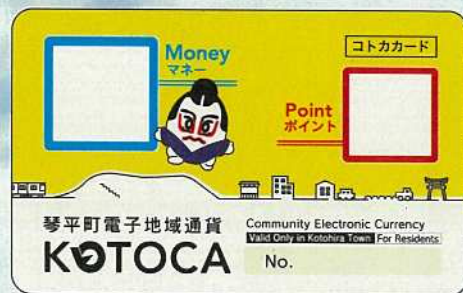 Money
マネー
コトカカード
Point
ポイント
琴平町電子地域通貨
KOTOCA
Community Electronic Currency
Valid Only in Kotohira Town For Residents
No.